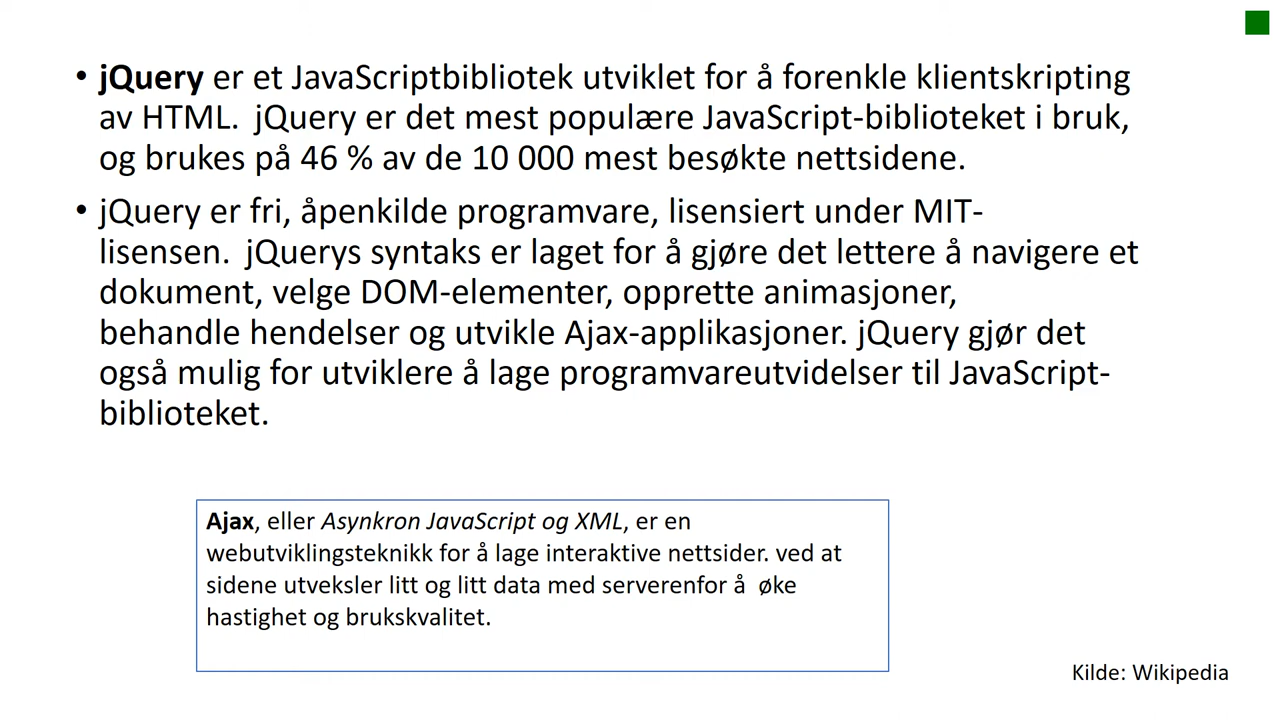 • jQuery er et JavaScriptbibliotek utviklet for å forenkle klientskripting
av HTML.  jQuery er det mest populære JavaScript-biblioteket i bruk,
og brukes på 46 % av de 10 000 mest besøkte nettsidene.
• jQuery er fri, åpenkilde programvare, lisensiert under MIT-
lisensen.  jQuerys syntaks er laget for å gjøre det lettere å navigere et
dokument, velge DOM-elementer, opprette animasjoner,
behandle hendelser og utvikle Ajax-applikasjoner. jQuery gjør det
også mulig for utviklere å lage programvareutvidelser til JavaScript-
biblioteket.
Ajax, eller Asynkron JavaScript og XML, er en
webutviklingsteknikk for å lage interaktive nettsider. ved at
sidene utveksler litt og litt data med serverenfor å  øke
hastighet og brukskvalitet.
Kilde: Wikipedia